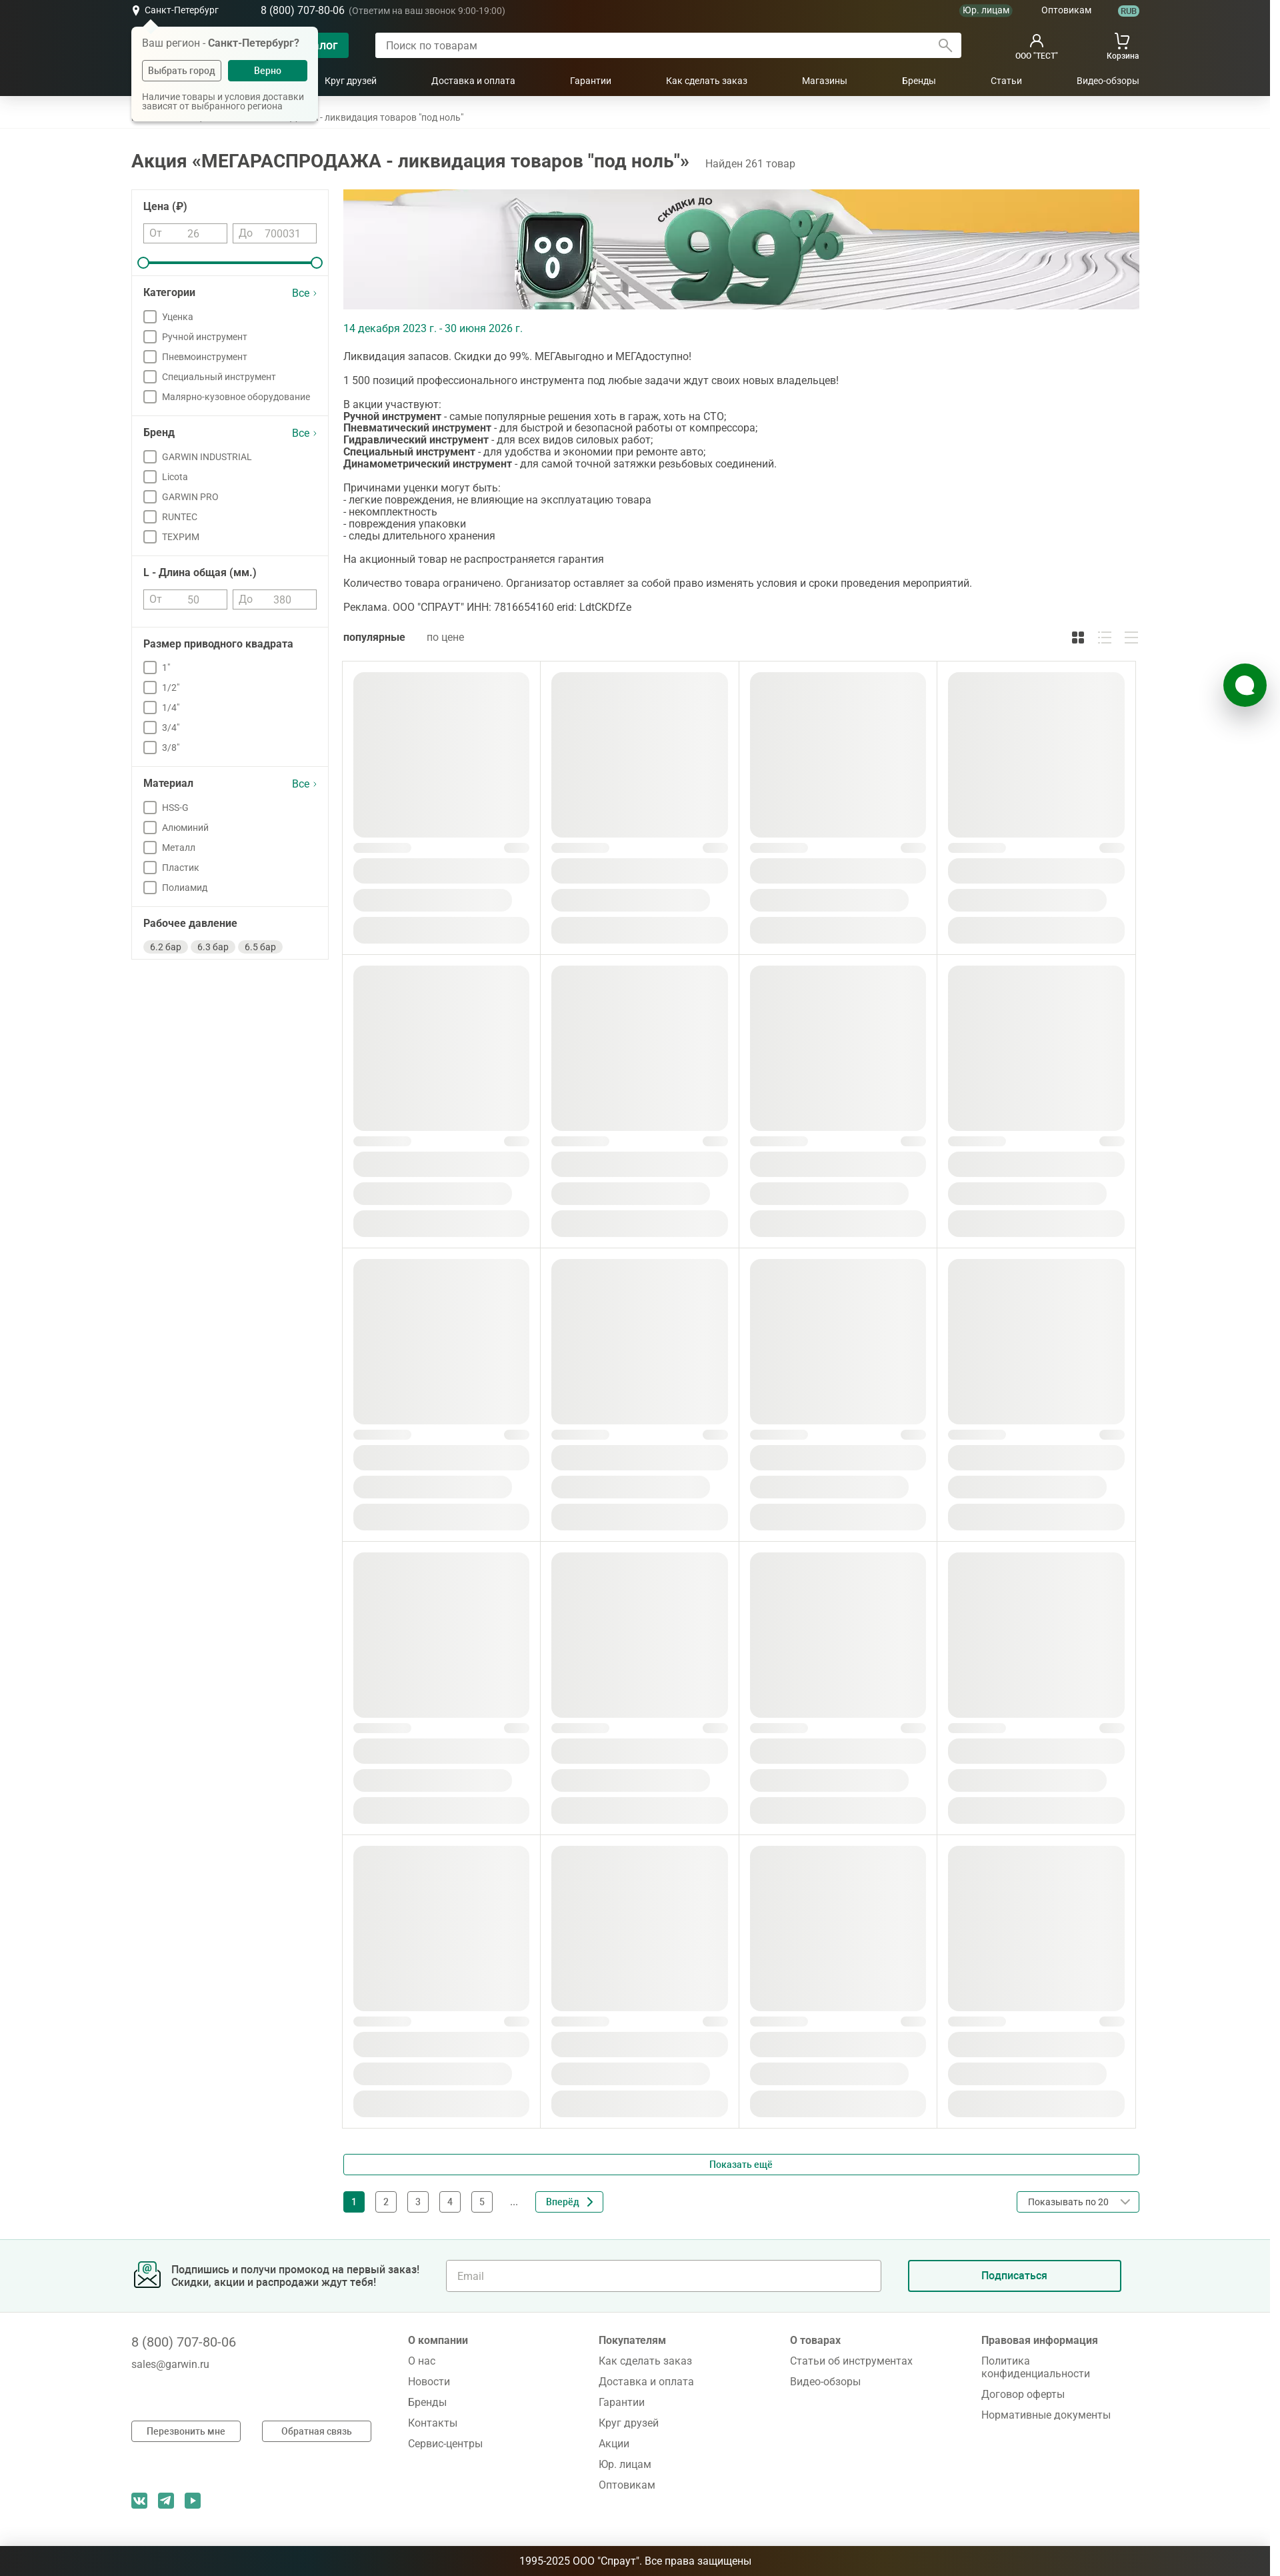 Санкт-Петербург
8 (800) 707-80-06 (Ответим на ваш звонок 9:00-19:00)
Юр. лицам
Оптовикам
RUB
Ваш регион - Санкт-Петербург?
Выбрать город
Верно
Наличие товары и условия доставки
зависят от выбранного региона
Поиск по товарам
ООО "ТЕСТ"
Корзина
Круг друзей
Доставка и оплата
Гарантии
Как сделать заказ
Магазины
Бренды
Статьи
Видео-обзоры
- ликвидация товаров "под ноль"
Акция «МЕГАРАСПРОДАЖА - ликвидация товаров "под ноль"»
Найден 261 товар
Цена (₽)
От 26
До 700031
Категории
Все
Уценка
Ручной инструмент
Пневмоинструмент
Специальный инструмент
Малярно-кузовное оборудование
Бренд
Все
GARWIN INDUSTRIAL
Licota
GARWIN PRO
RUNTEC
ТЕХРИМ
L - Длина общая (мм.)
От 50
До 380
Размер приводного квадрата
1"
1/2"
1/4"
3/4"
3/8"
Материал
Все
HSS-G
Алюминий
Металл
Пластик
Полиамид
Рабочее давление
6.2 бар
6.3 бар
6.5 бар
СКИДКИ ДО
99%
14 декабря 2023 г. - 30 июня 2026 г.
Ликвидация запасов. Скидки до 99%. МЕГАвыгодно и МЕГАдоступно!
1 500 позиций профессионального инструмента под любые задачи ждут своих новых владельцев!
В акции участвуют:
Ручной инструмент - самые популярные решения хоть в гараж, хоть на СТО;
Пневматический инструмент - для быстрой и безопасной работы от компрессора;
Гидравлический инструмент - для всех видов силовых работ;
Специальный инструмент - для удобства и экономии при ремонте авто;
Динамометрический инструмент - для самой точной затяжки резьбовых соединений.
Причинами уценки могут быть:
- легкие повреждения, не влияющие на эксплуатацию товара
- некомплектность
- повреждения упаковки
- следы длительного хранения
На акционный товар не распространяется гарантия
Количество товара ограничено. Организатор оставляет за собой право изменять условия и сроки проведения мероприятий.
Реклама. ООО "СПРАУТ" ИНН: 7816654160 erid: LdtCKDfZe
популярные
по цене
Показать ещё
1
2
3
4
5
...
Вперёд
Показывать по 20
Подпишись и получи промокод на первый заказ!
Скидки, акции и распродажи ждут тебя!
Email
Подписаться
8 (800) 707-80-06
sales@garwin.ru
Перезвонить мне
Обратная связь
О компании
О нас
Новости
Бренды
Контакты
Сервис-центры
Покупателям
Как сделать заказ
Доставка и оплата
Гарантии
Круг друзей
Акции
Юр. лицам
Оптовикам
О товарах
Статьи об инструментах
Видео-обзоры
Правовая информация
Политика
конфиденциальности
Договор оферты
Нормативные документы
1995-2025 ООО "Спраут". Все права защищены